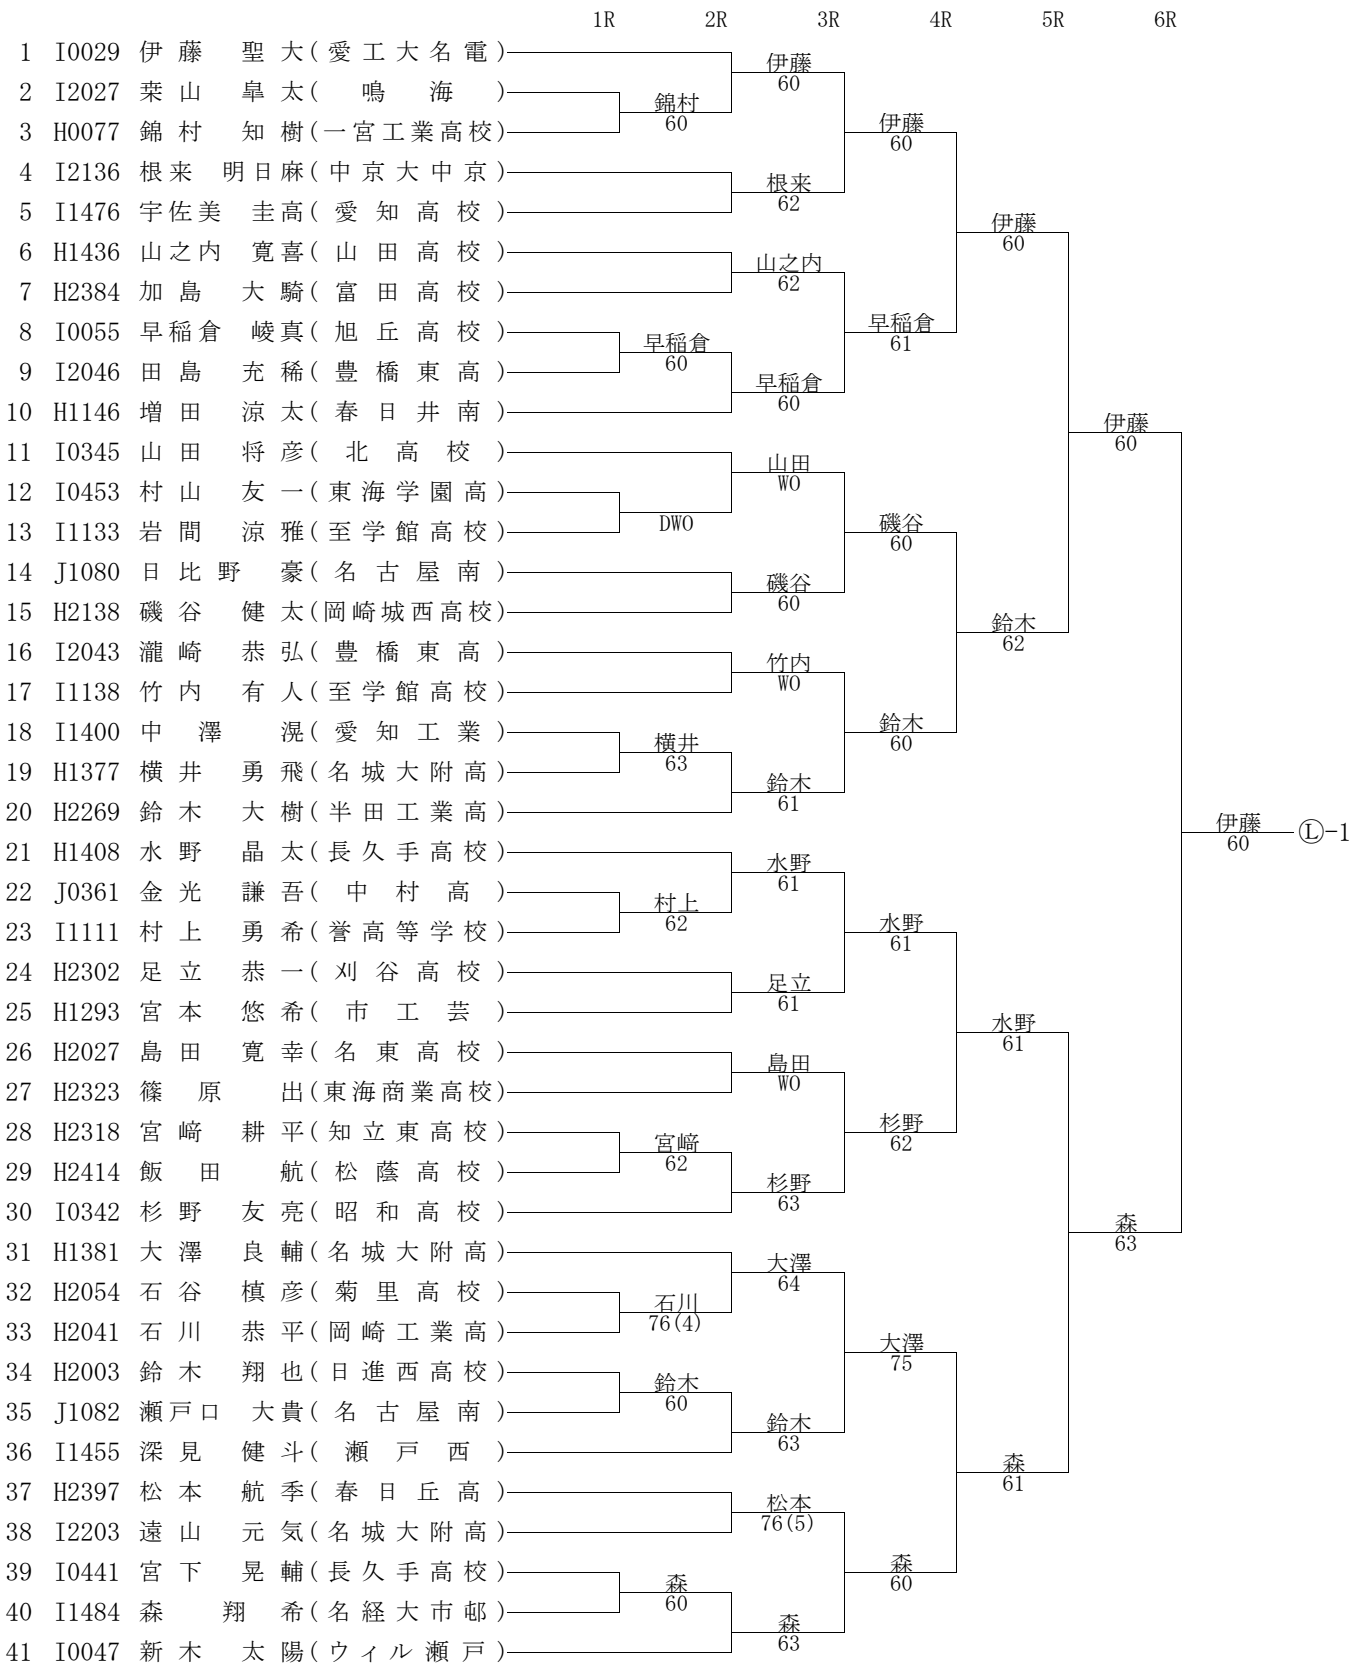 1R 2R 3R 4R 5R 6R
1 I0029 伊藤 聖大(愛工大名電)
伊藤
60
2 I2027 栞山 皐太( 鳴海 )
錦村
60
3 H0077 錦村 知樹(一宮工業高校)
伊藤
60
4 I2136 根来 明日麻(中京大中京)
根来
62
5 I1476 宇佐美 圭高(愛知高校)
伊藤
60
6 H1436 山之内 寛喜(山田高校)
山之内
62
7 H2384 加島 大騎(富田高校)
8 I0055 早稲倉 崚真(旭丘高校)
早稲倉
61
早稲倉
60
9 I2046 田島 充稀(豊橋東高)
早稲倉
60
10 H1146 増田 涼太(春日井南)
伊藤
60
11 I0345 山田 将彦(北高校)
山田
WO
12 I0453 村山 友一(東海学園高)
DWO
13 I1133 岩間 涼雅(至学館高校)
磯谷
60
14 J1080 日比野 豪(名古屋南)
磯谷
60
15 H2138 磯谷 健太(岡崎城西高校)
鈴木
62
16 I2043 瀧崎 恭弘(豊橋東高)
竹内
WO
17 I1138 竹内 有人(至学館高校)
18 I1400 中澤 滉(愛知工業)
鈴木
60
横井
63
19 H1377 横井 勇飛(名城大附高)
鈴木
61
20 H2269 鈴木 大樹(半田工業高)
伊藤
60
Ⓛ-1
21 H1408 水野 晶太(長久手高校)
水野
61
22 J0361 金光 謙吾(中村高)
村上
62
23 I1111 村上 勇希(誉高等学校)
水野
61
24 H2302 足立 恭一(刈谷高校)
足立
61
25 H1293 宮本 悠希(市工芸)
水野
61
26 H2027 島田 寛幸(名東高校)
島田
WO
27 H2323 篠原 出(東海商業高校)
28 H2318 宮﨑 耕平(知立東高校)
杉野
62
宮﨑
62
29 H2414 飯田 航(松蔭高校)
杉野
63
30 I0342 杉野 友亮(昭和高校)
森
63
31 H1381 大澤 良輔(名城大附高)
大澤
64
32 H2054 石谷 槙彦(菊里高校)
石川
76(4)
33 H2041 石川 恭平(岡崎工業高)
大澤
75
34 H2003 鈴木 翔也(日進西高校)
鈴木
60
35 J1082 瀬戸口 大貴(名古屋南)
鈴木
63
36 I1455 深見 健斗(瀬戸西)
森
61
37 H2397 松本 航季(春日丘高)
松本
76(5)
38 I2203 遠山 元気(名城大附高)
39 I0441 宮下 晃輔(長久手高校)
森
60
森
60
40 I1484 森 翔希(名経大市邨)
森
63
41 I0047 新木 太陽(ウィル瀬戸)